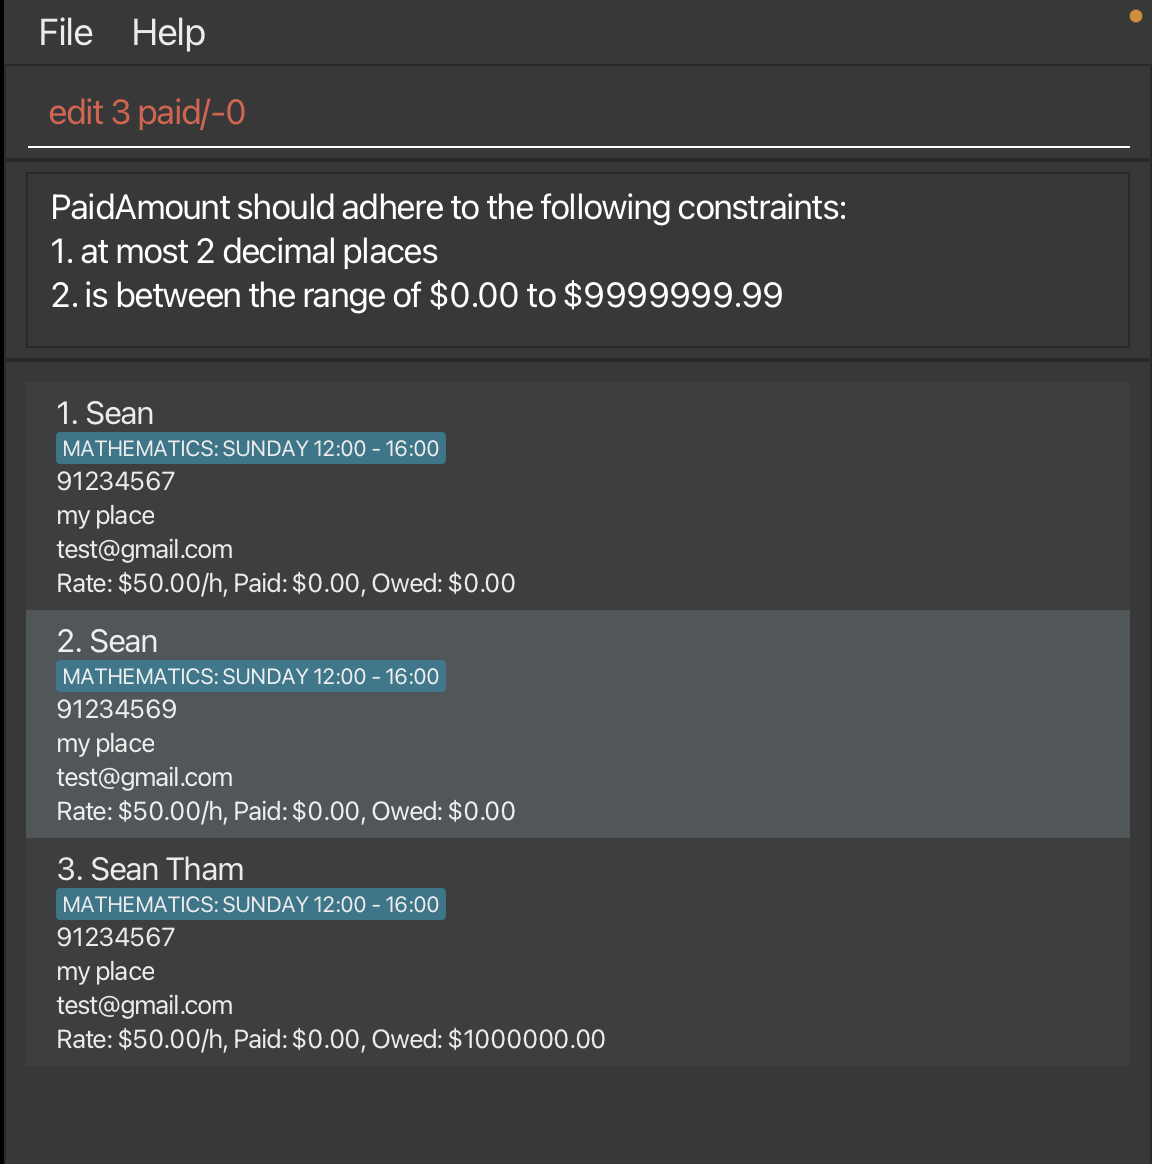 File Help
edit 3 paid/-0
PaidAmount should adhere to the following constraints:
1. at most 2 decimal places
2. is between the range of $0.00 to $9999999.99
1. Sean
MATHEMATICS: SUNDAY 12:00 - 16:00
91234567
my place
test@gmail.com
Rate: $50.00/h, Paid: $0.00, Owed: $0.00
2. Sean
MATHEMATICS: SUNDAY 12:00 - 16:00
91234569
my place
test@gmail.com
Rate: $50.00/h, Paid: $0.00, Owed: $0.00
3. Sean Tham
MATHEMATICS: SUNDAY 12:00 - 16:00
91234567
my place
test@gmail.com
Rate: $50.00/h, Paid: $0.00, Owed: $1000000.00